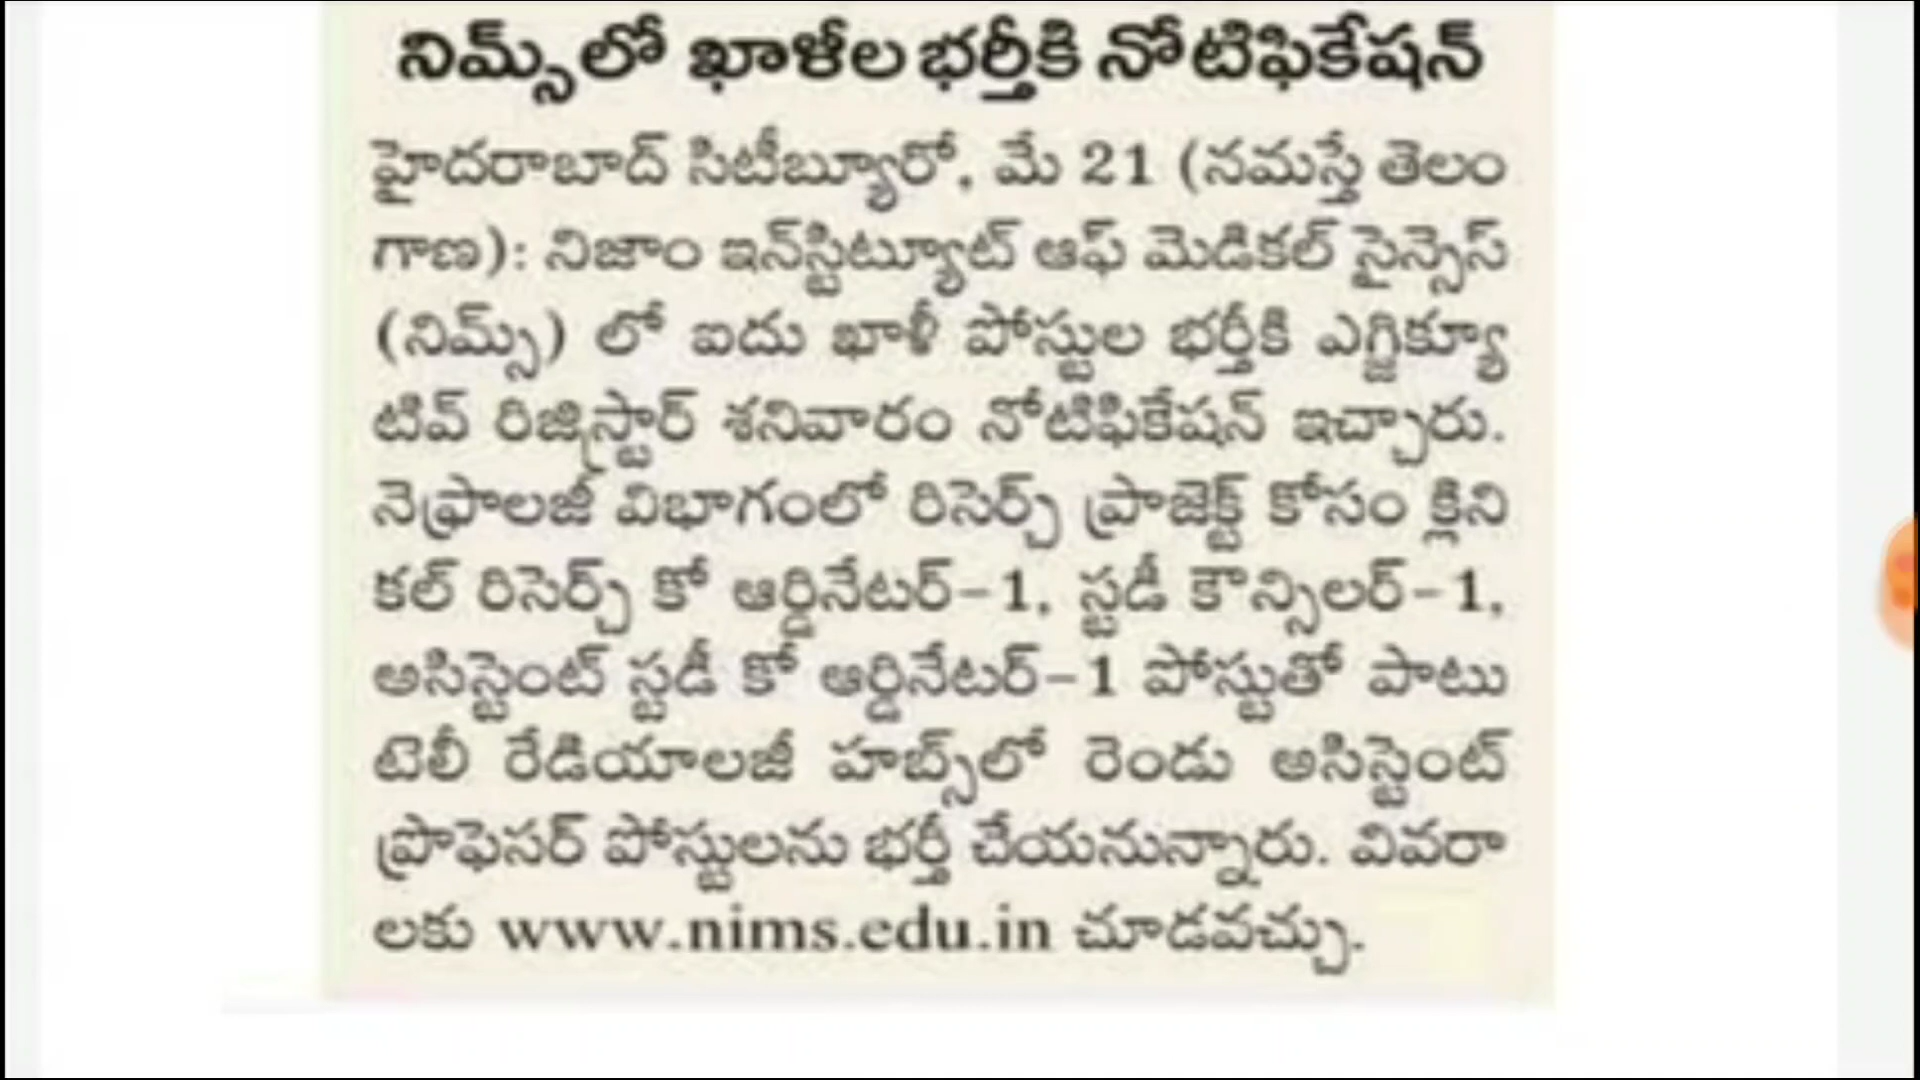 నిమ్స్‌లో ఖాళీల భర్తీకి నోటిఫికేషన్
హైదరాబాద్ సిటీబ్యూరో, మే 21 (నమస్తే తెలం
గాణ): నిజాం ఇన్‌స్టిట్యూట్ ఆఫ్ మెడికల్ సైన్సెస్
(నిమ్స్) లో ఐదు ఖాళీ పోస్టుల భర్తీకి ఎగ్జిక్యూ
టివ్ రిజిస్ట్రార్ శనివారం నోటిఫికేషన్ ఇచ్చారు.
నెఫ్రాలజీ విభాగంలో రిసెర్చ్ ప్రాజెక్ట్ కోసం క్లిని
కల్ రిసెర్చ్ కో ఆర్డినేటర్-1, స్టడీ కౌన్సిలర్-1,
అసిస్టెంట్ స్టడీ కో ఆర్డినేటర్-1 పోస్టుతో పాటు
టెలీ రేడియాలజీ హబ్స్‌లో రెండు అసిస్టెంట్
ప్రొఫెసర్ పోస్టులను భర్తీ చేయనున్నారు. వివరా
లకు www.nims.edu.in చూడవచ్చు.